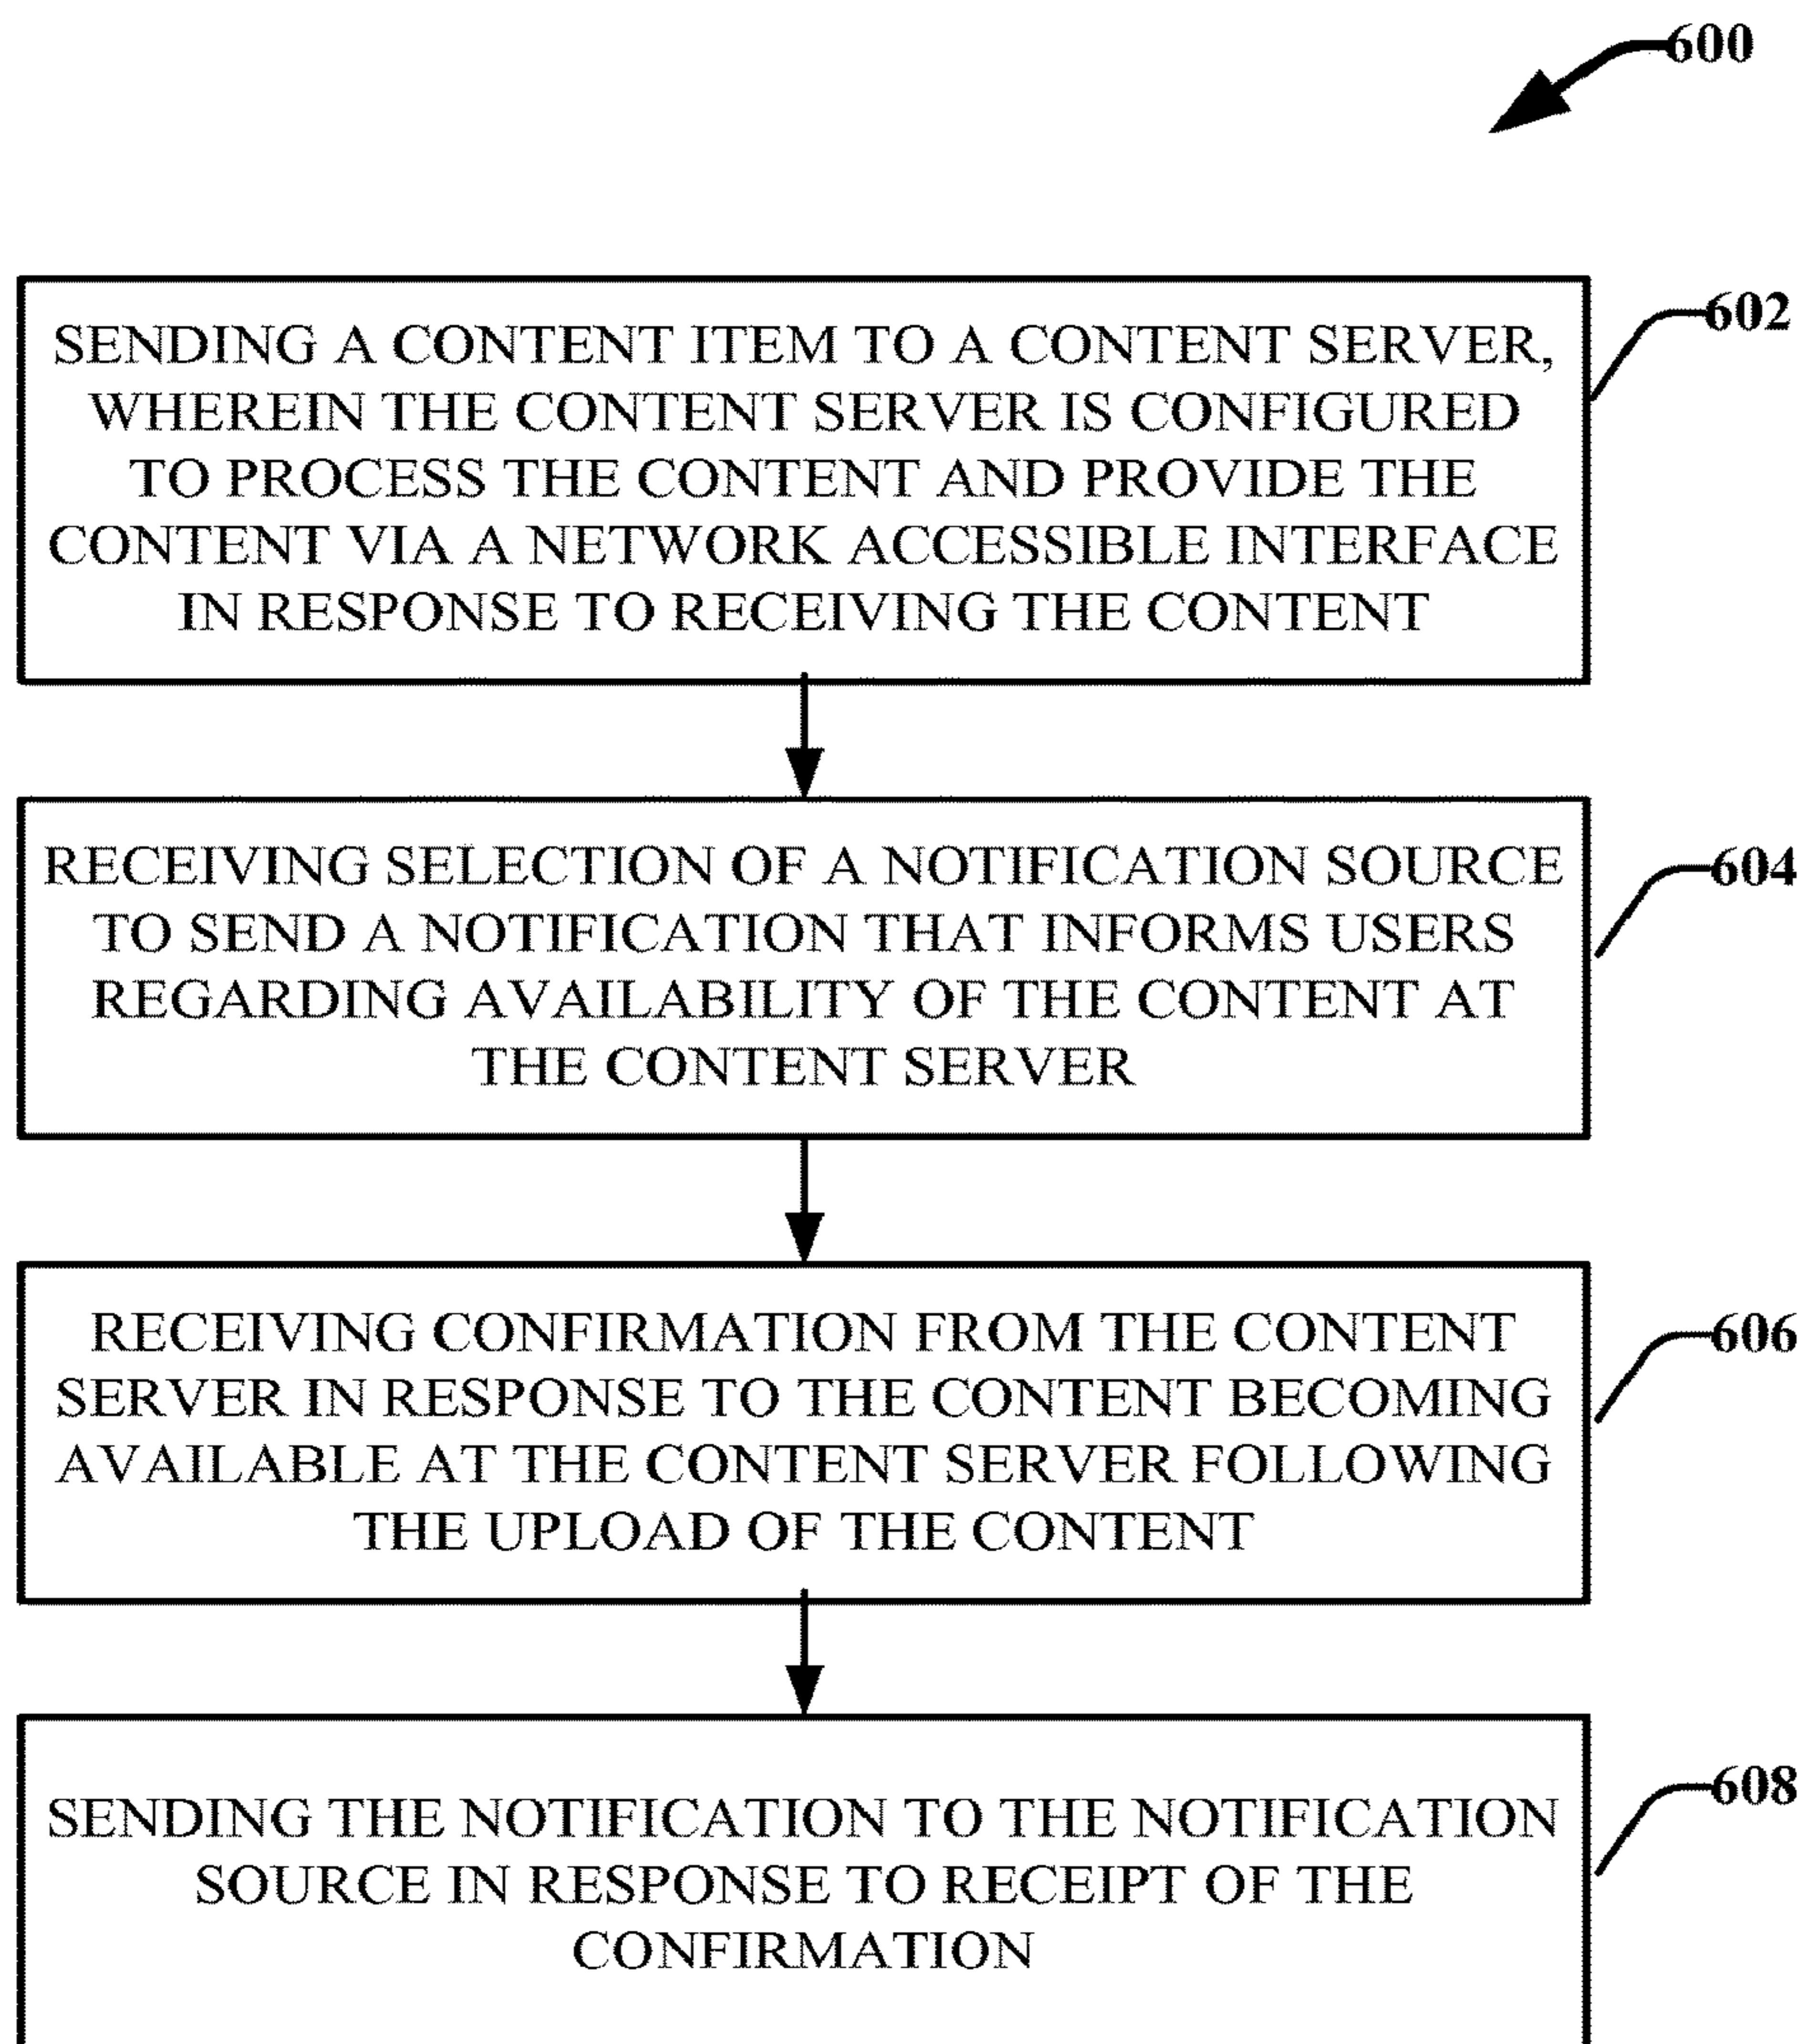 600
SENDING A CONTENT ITEM TO A CONTENT SERVER,
WHEREIN THE CONTENT SERVER IS CONFIGURED
TO PROCESS THE CONTENT AND PROVIDE THE
CONTENT VIA A NETWORK ACCESSIBLE INTERFACE
IN RESPONSE TO RECEIVING THE CONTENT
602
RECEIVING SELECTION OF A NOTIFICATION SOURCE
TO SEND A NOTIFICATION THAT INFORMS USERS
REGARDING AVAILABILITY OF THE CONTENT AT
THE CONTENT SERVER
604
RECEIVING CONFIRMATION FROM THE CONTENT
SERVER IN RESPONSE TO THE CONTENT BECOMING
AVAILABLE AT THE CONTENT SERVER FOLLOWING
THE UPLOAD OF THE CONTENT
606
SENDING THE NOTIFICATION TO THE NOTIFICATION
SOURCE IN RESPONSE TO RECEIPT OF THE
CONFIRMATION
608